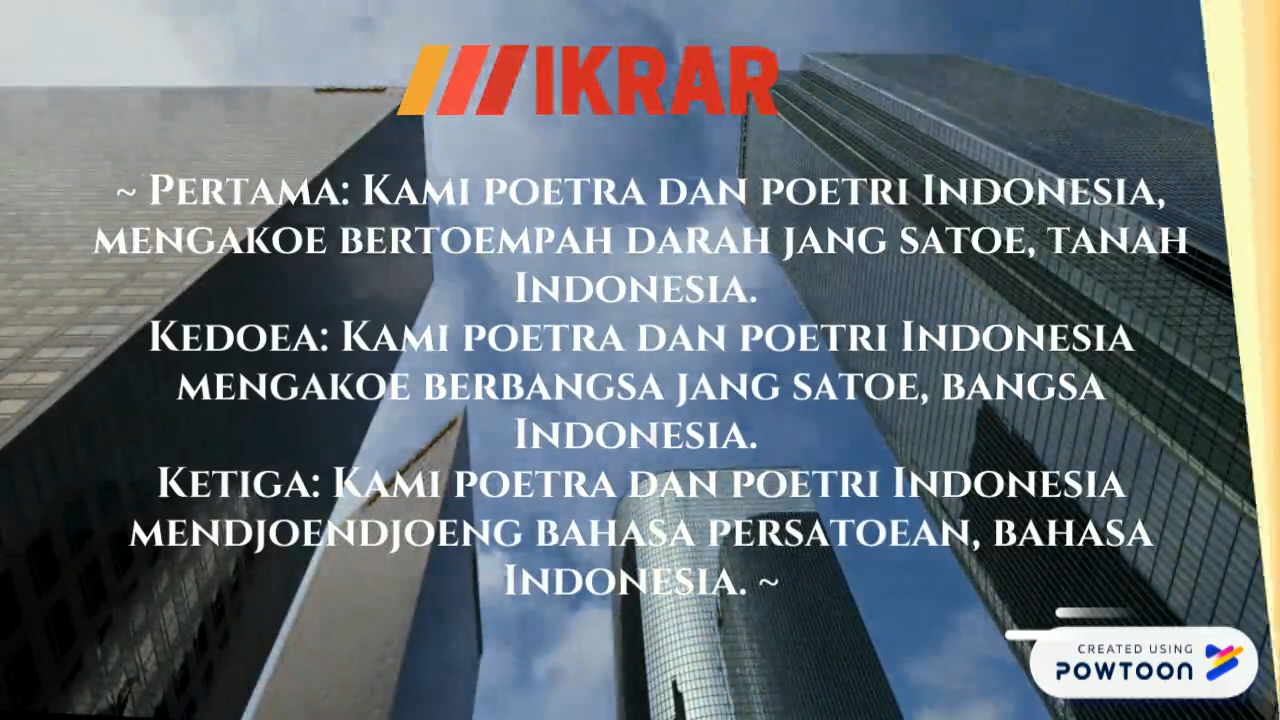 IKRAR
~ Pertama: Kami poetra dan poetri Indonesia,
mengakoe bertoempah darah jang satoe, tanah
Indonesia.
Kedoea: Kami poetra dan poetri Indonesia
mengakoe berbangsa jang satoe, bangsa
Indonesia.
Ketiga: Kami poetra dan poetri Indonesia
mendjoendjoeng bahasa persatoean, bahasa
Indonesia. ~
CREATED USING
POWTOON